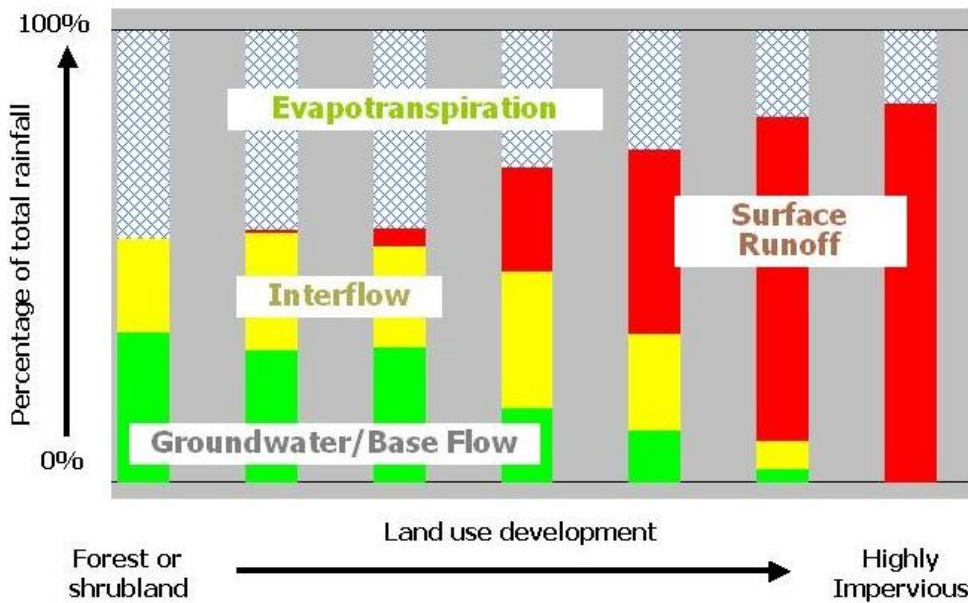 100%
Percentage of total rainfall
Evapotranspiration
Surface
Runoff
Interflow
Groundwater/Base Flow
0%
Land use development
Forest or
shrubland
Highly
Impervious